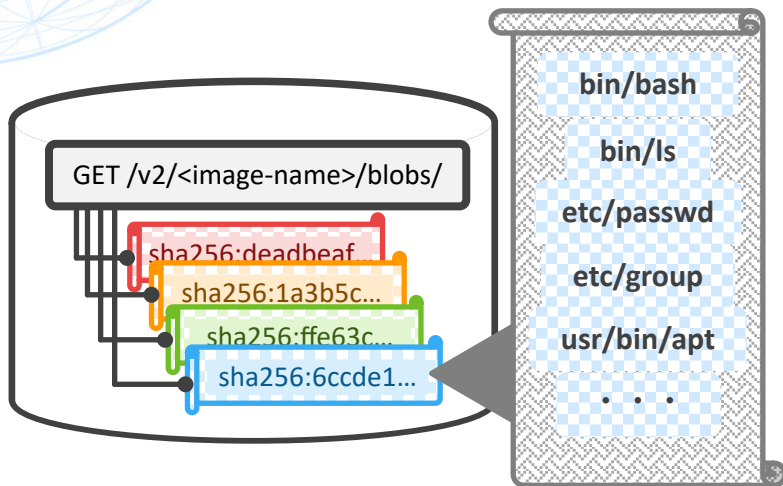 GET /v2/<image-name>/blobs/
sha256:deadbeaf...
sha256:1a3b5c...
sha256:ffe63c...
sha256:6ccde1...
bin/bash
bin/ls
etc/passwd
etc/group
usr/bin/apt
. . .